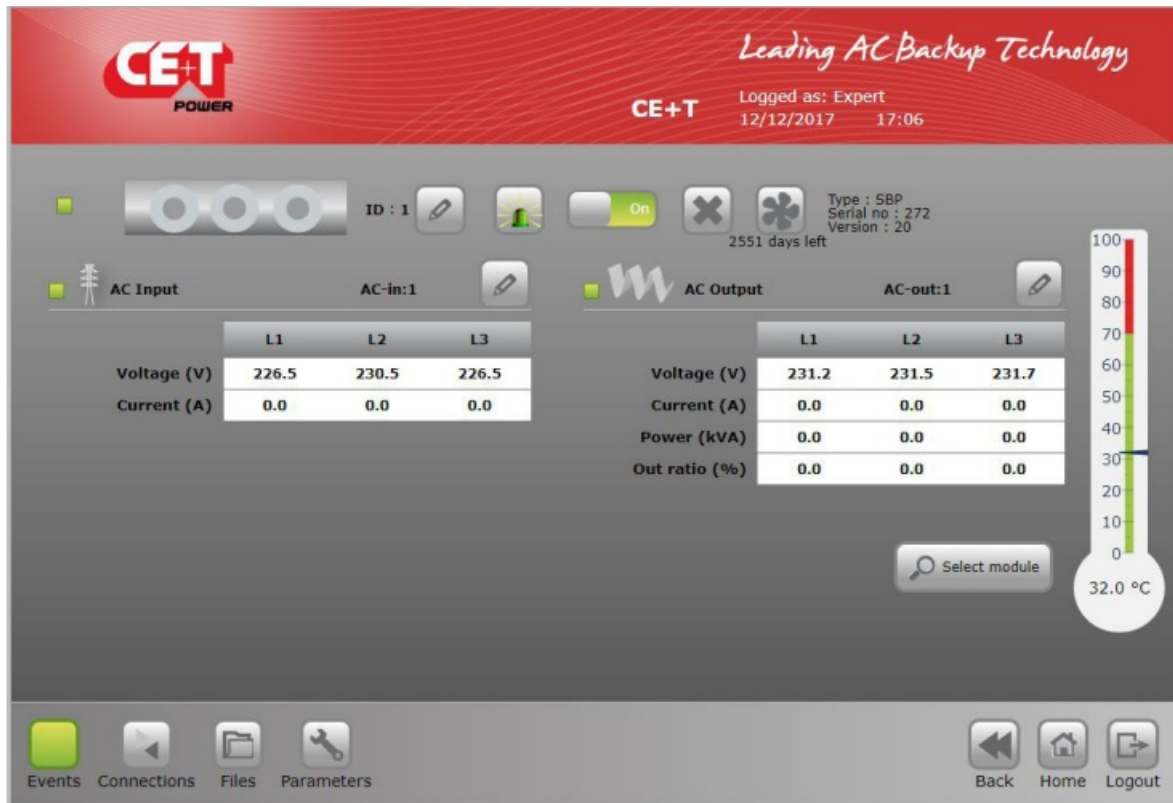 CE+T
POWER
Leading AC Backup Technology
CE+T
Logged as: Expert
12/12/2017 17:06
ID : 1
On
2551 days left
Type : SBP
Serial no : 272
Version : 20
AC Input AC-in:1
L1 L2 L3
Voltage (V) 226.5 230.5 226.5
Current (A) 0.0 0.0 0.0
AC Output AC-out:1
L1 L2 L3
Voltage (V) 231.2 231.5 231.7
Current (A) 0.0 0.0 0.0
Power (kVA) 0.0 0.0 0.0
Out ratio (%) 0.0 0.0 0.0
100
90
80
70
60
50
40
30
20
10
0
32.0 °C
Select module
Events Connections Files Parameters
Back Home Logout